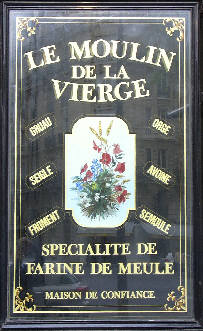 LE MOULIN
DE LA
VIERGE
GRUAU
ORGE
SEIGLE
AVOINE
FROMENT
SEMOULE
SPECIALITE DE
FARINE DE MEULE
MAISON DE CONFIANCE